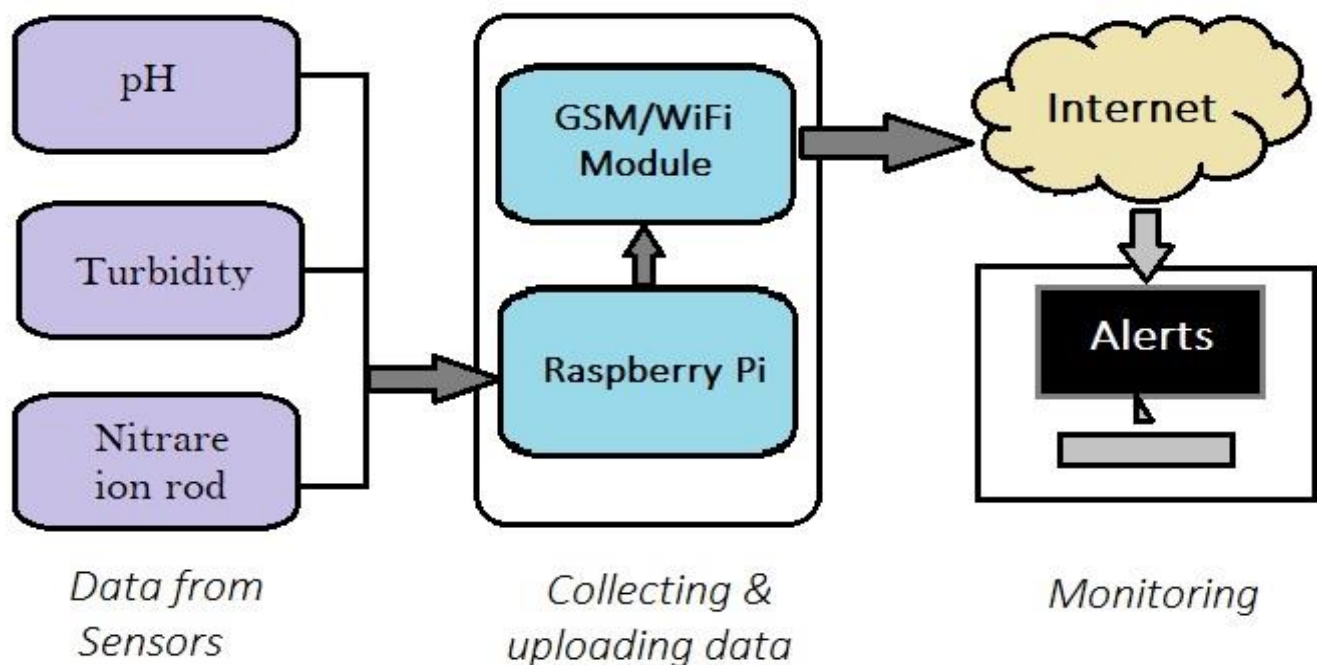 pH
Turbidity
Nitrare
ion rod
Data from
Sensors
GSM/WiFi
Module
Raspberry Pi
Collecting &
uploading data
Internet
Alerts
Monitoring